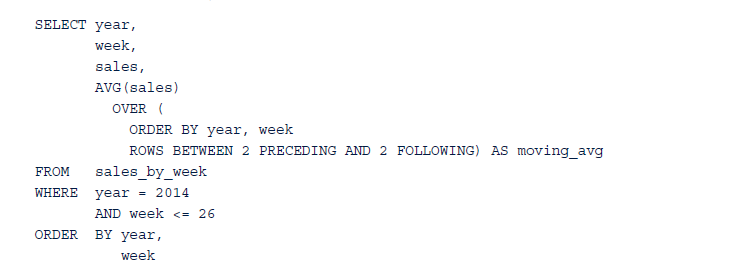 SELECT year,
week,
sales,
AVG(sales)
OVER (
ORDER BY year, week
ROWS BETWEEN 2 PRECEDING AND 2 FOLLOWING) AS moving_avg
FROM sales_by_week
WHERE year = 2014
AND week <= 26
ORDER BY year,
week